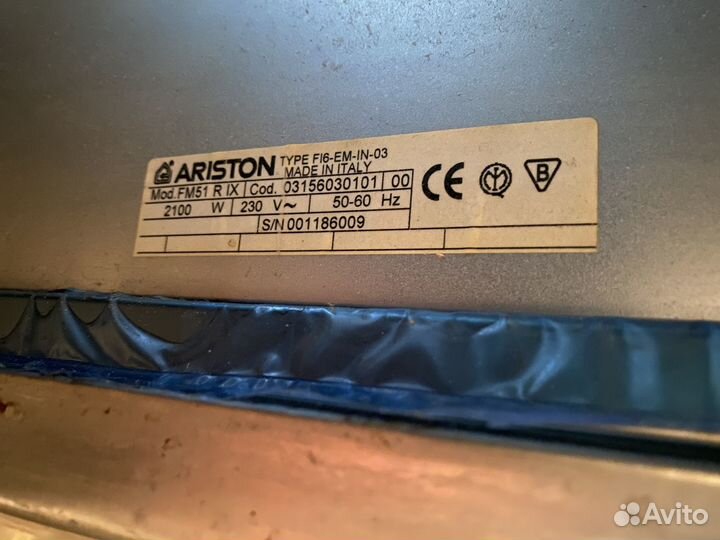 ARISTON TYPE FI6-EM-IN-03
MADE IN ITALY
Mod. FM51 R IX Cod. 03156030101 00
2100 W 230 V~ 50-60 Hz
S/N 001186009
CE
B
Avito